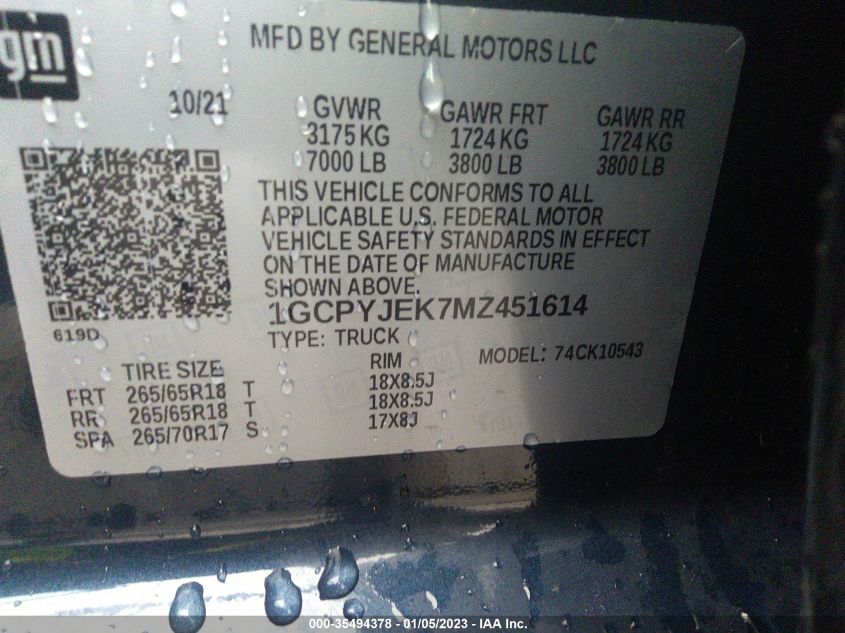 gm
MFD BY GENERAL MOTORS LLC
10/21 GVWR GAWR FRT GAWR RR
3175 KG 1724 KG 1724 KG
7000 LB 3800 LB 3800 LB
THIS VEHICLE CONFORMS TO ALL
APPLICABLE U.S. FEDERAL MOTOR
VEHICLE SAFETY STANDARDS IN EFFECT
ON THE DATE OF MANUFACTURE
SHOWN ABOVE.
1GCPYJEK7MZ451614
619D
TYPE: TRUCK MODEL: 74CK10543
TIRE SIZE RIM
FRT 265/65R18 T 18X8.5J
RR 265/65R18 T 18X8.5J
SPA 265/70R17 S 17X8J
000-35494378 - 01/05/2023 - IAA Inc.